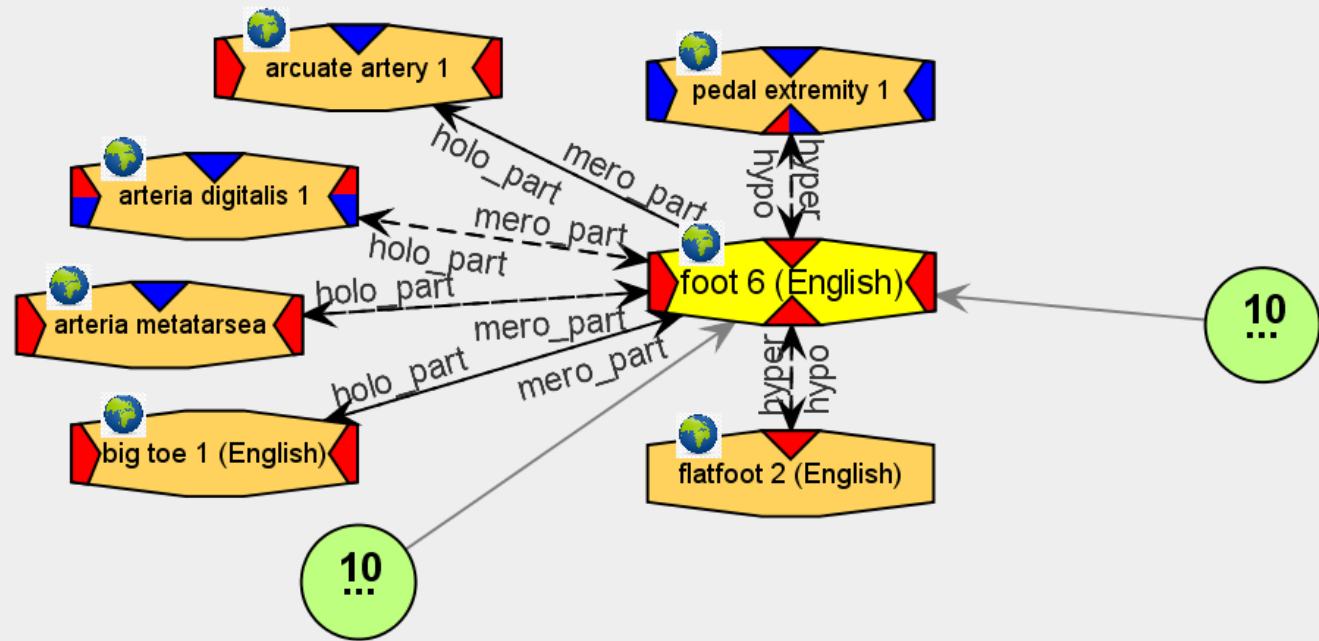 arcuate artery 1
pedal extremity 1
holo_part
mero_part
hypo
hyper
arteria digitalis 1
mero_part
holo_part
foot 6 (English)
holo_part
arteria metatarsea
mero_part
10
...
hyper
hypo
holo_part
mero_part
big toe 1 (English)
flatfoot 2 (English)
10
...